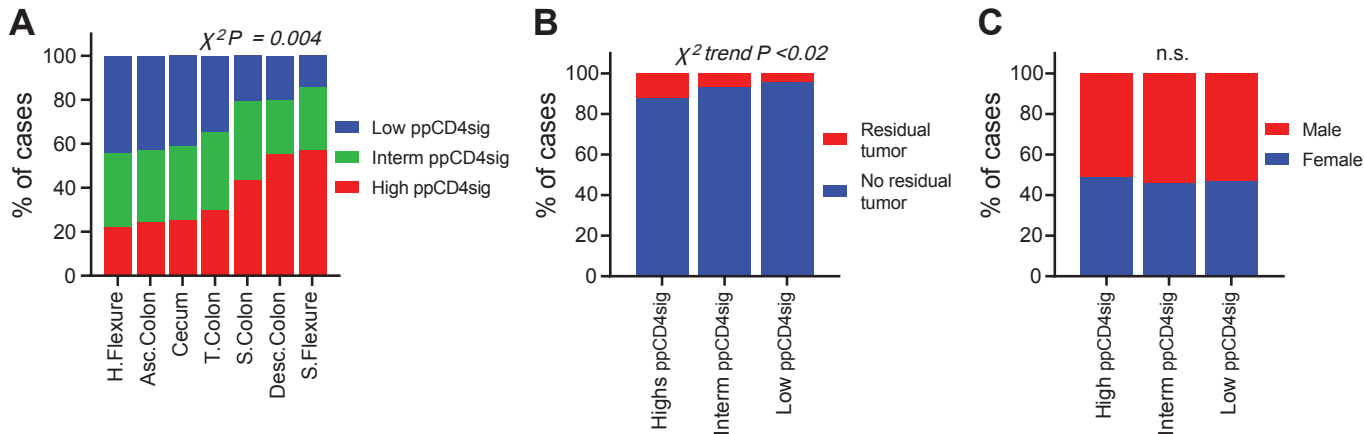 A
χ² P = 0.004
% of cases
100
80
60
40
20
0
H.Flexure
Asc.Colon
Cecum
T.Colon
S.Colon
Desc.Colon
S.Flexure
Low ppCD4sig
Interm ppCD4sig
High ppCD4sig
B
χ² trend P <0.02
% of cases
100
80
60
40
20
0
Highs ppCD4sig
Interm ppCD4sig
Low ppCD4sig
Residual
tumor
No residual
tumor
C
n.s.
% of cases
100
80
60
40
20
0
High ppCD4sig
Interm ppCD4sig
Low ppCD4sig
Male
Female